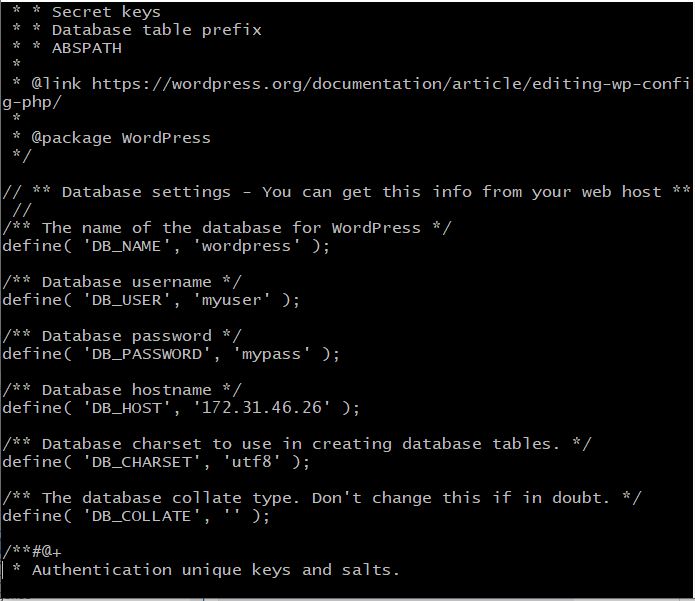 * * Secret keys
 * * Database table prefix
 * * ABSPATH
 *
 * @link https://wordpress.org/documentation/article/editing-wp-confi
g-php/
 *
 * @package WordPress
 */

// ** Database settings - You can get this info from your web host **
 //
/** The name of the database for WordPress */
define( 'DB_NAME', 'wordpress' );

/** Database username */
define( 'DB_USER', 'myuser' );

/** Database password */
define( 'DB_PASSWORD', 'mypass' );

/** Database hostname */
define( 'DB_HOST', '172.31.46.26' );

/** Database charset to use in creating database tables. */
define( 'DB_CHARSET', 'utf8' );

/** The database collate type. Don't change this if in doubt. */
define( 'DB_COLLATE', '' );

/**#@+
 * Authentication unique keys and salts.